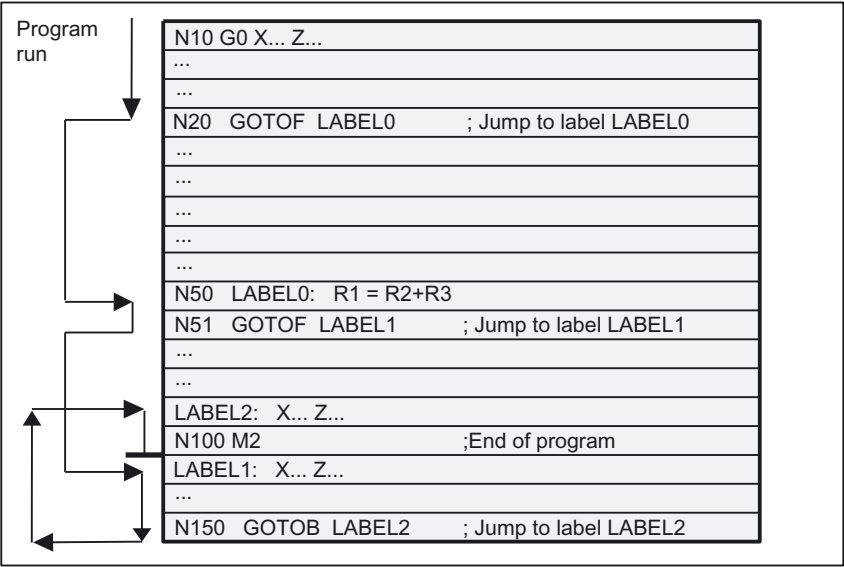 Program
run
N10 G0 X... Z...
...
...
N20 GOTOF LABEL0 ; Jump to label LABEL0
...
...
...
...
...
N50 LABEL0: R1 = R2+R3
N51 GOTOF LABEL1 ; Jump to label LABEL1
...
...
LABEL2: X... Z...
N100 M2 ;End of program
LABEL1: X... Z...
...
N150 GOTOB LABEL2 ; Jump to label LABEL2